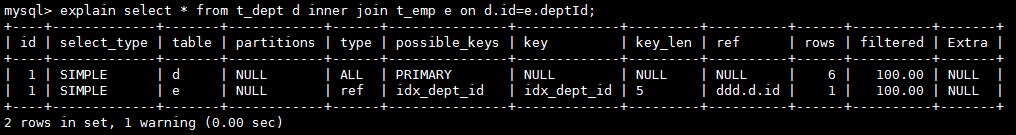 mysql> explain select * from t_dept d inner join t_emp e on d.id=e.deptId;
+----+-------------+-------+------------+------+---------------+-------------+---------+----------+------+----------+-------+
| id | select_type | table | partitions | type | possible_keys | key         | key_len | ref      | rows | filtered | Extra |
+----+-------------+-------+------------+------+---------------+-------------+---------+----------+------+----------+-------+
|  1 | SIMPLE      | d     | NULL       | ALL  | PRIMARY       | NULL        | NULL    | NULL     |    6 |   100.00 | NULL  |
|  1 | SIMPLE      | e     | NULL       | ref  | idx_dept_id   | idx_dept_id | 5       | ddd.d.id |    1 |   100.00 | NULL  |
+----+-------------+-------+------------+------+---------------+-------------+---------+----------+------+----------+-------+
2 rows in set, 1 warning (0.00 sec)